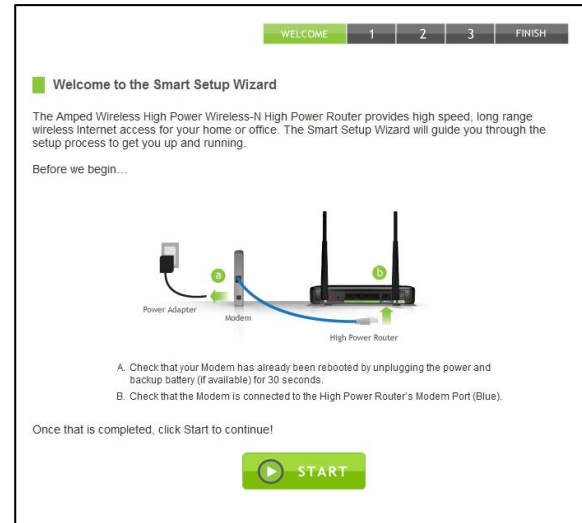 WELCOME 1 2 3 FINISH
Welcome to the Smart Setup Wizard
The Amped Wireless High Power Wireless-N High Power Router provides high speed, long range
wireless Internet access for your home or office. The Smart Setup Wizard will guide you through the
setup process to get you up and running.
Before we begin...
a
b
Power Adapter
Modem
High Power Router
A. Check that your Modem has already been rebooted by unplugging the power and
backup battery (if available) for 30 seconds.
B. Check that the Modem is connected to the High Power Router's Modem Port (Blue).
Once that is completed, click Start to continue!
START